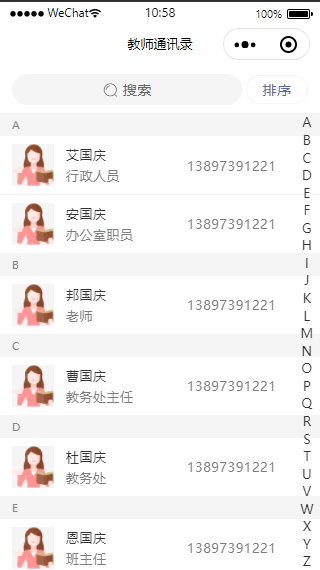 WeChat 10:58 100%
教师通讯录
搜索 排序
A
艾国庆
行政人员
13897391221
安国庆
办公室职员
13897391221
B
邦国庆
老师
13897391221
C
曹国庆
教务处主任
13897391221
D
杜国庆
教务处
13897391221
E
恩国庆
班主任
13897391221
A
B
C
D
E
F
G
H
I
J
K
L
M
N
O
P
Q
R
S
T
U
V
W
X
Y
Z